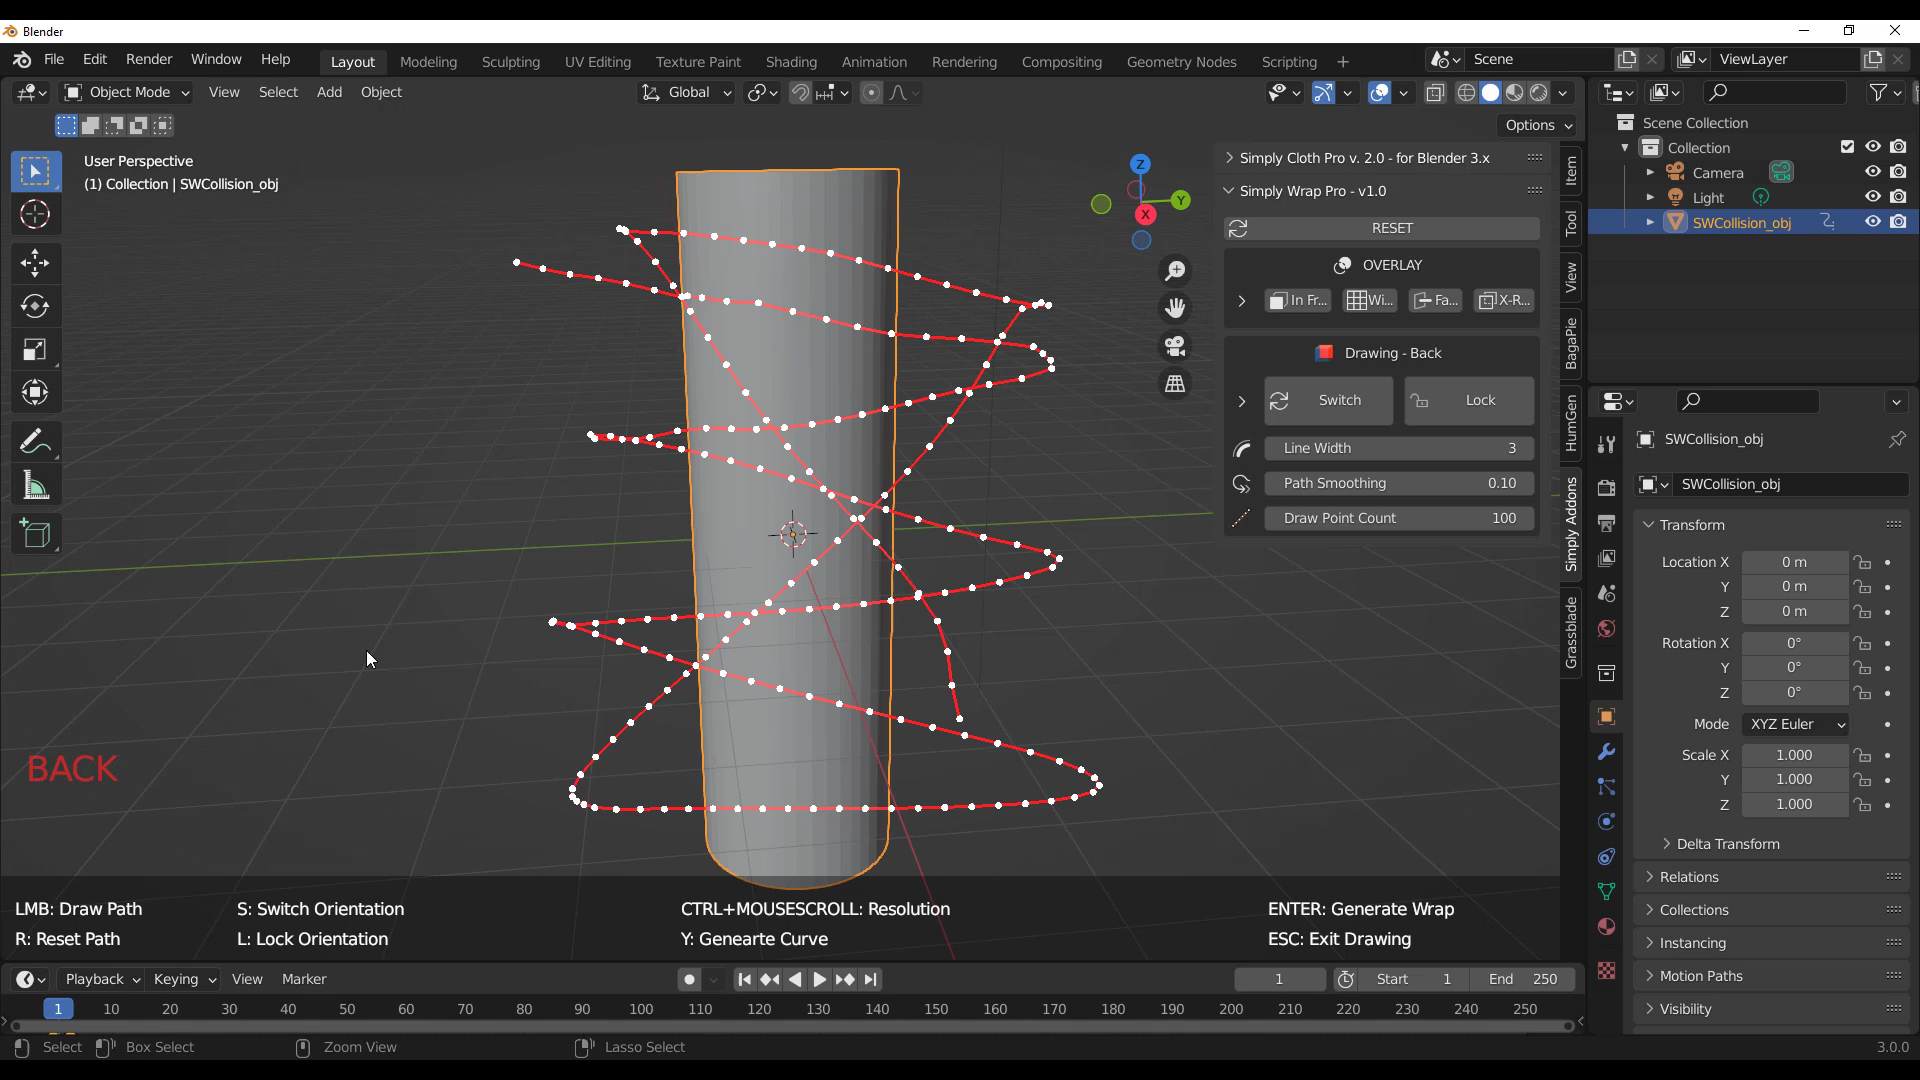 Blender
File Edit Render Window Help Layout Modeling Sculpting UV Editing Texture Paint Shading Animation Rendering Compositing Geometry Nodes Scripting + Scene ViewLayer
Object Mode View Select Add Object Global
Options
User Perspective
(1) Collection | SWCollision_obj
Z
Y
X
Simply Cloth Pro v. 2.0 - for Blender 3.x
Simply Wrap Pro - v1.0
RESET
OVERLAY
In Fr... Wi... Fa... X-R...
Drawing - Back
Switch Lock
Line Width 3
Path Smoothing 0.10
Draw Point Count 100
Item
Tool
View
BagaPie
HumGen
Simply Addons
Grassblade
Scene Collection
Collection
Camera
Light
SWCollision_obj
SWCollision_obj
SWCollision_obj
Transform
Location X 0 m
Y 0 m
Z 0 m
Rotation X 0°
Y 0°
Z 0°
Mode XYZ Euler
Scale X 1.000
Y 1.000
Z 1.000
Delta Transform
Relations
Collections
Instancing
Motion Paths
Visibility
BACK
LMB: Draw Path S: Switch Orientation CTRL+MOUSESCROLL: Resolution ENTER: Generate Wrap
R: Reset Path L: Lock Orientation Y: Genearte Curve ESC: Exit Drawing
Playback Keying View Marker 1 Start 1 End 250
1 10 20 30 40 50 60 70 80 90 100 110 120 130 140 150 160 170 180 190 200 210 220 230 240 250
Select Box Select Zoom View Lasso Select 3.0.0